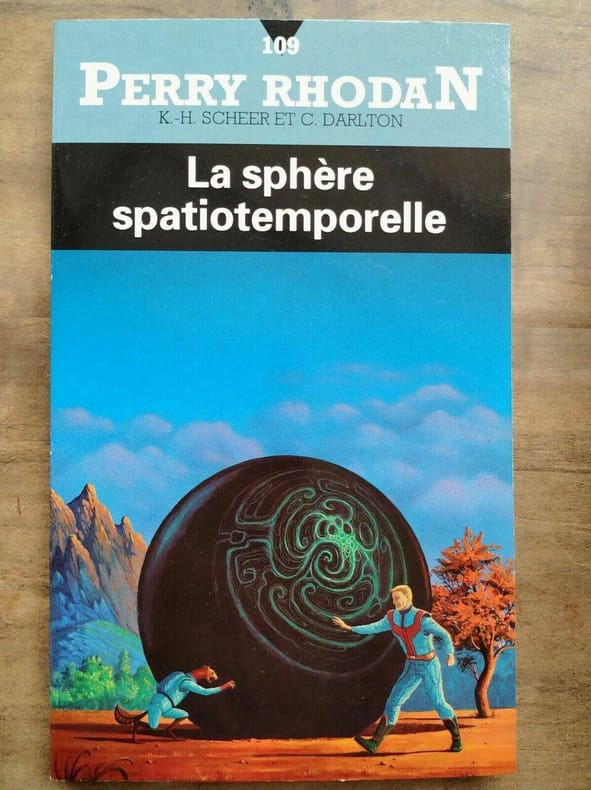 109
PERRY RHODAN
K.-H. SCHEER ET C. DARLTON
La sphère
spatiotemporelle